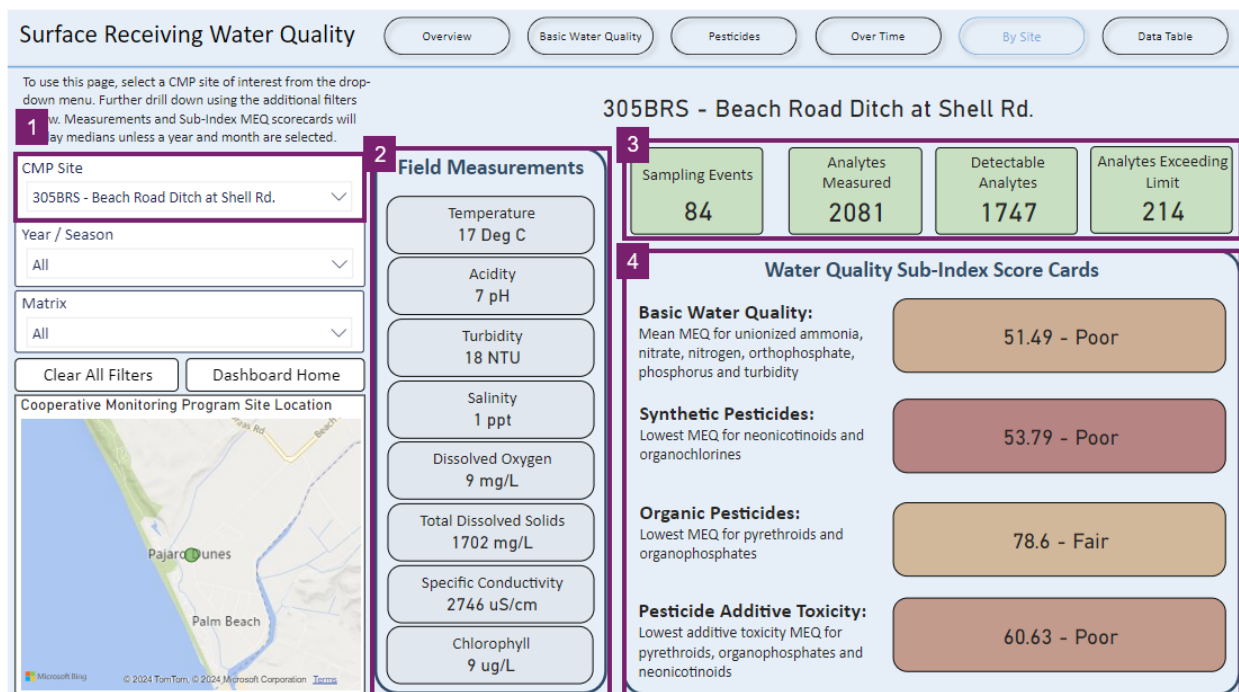 Surface Receiving Water Quality
Overview
Basic Water Quality
Pesticides
Over Time
By Site
Data Table
To use this page, select a CMP site of interest from the drop-
down menu. Further drill down using the additional filters
Measurements and Sub-Index MEQ scorecards will
medians unless a year and month are selected.
1
CMP Site
305BRS - Beach Road Ditch at Shell Rd.
Year / Season
All
Matrix
All
Clear All Filters
Dashboard Home
Cooperative Monitoring Program Site Location
Beach
Pajaro Dunes
Palm Beach
Microsoft Bing
© 2024 TomTom, © 2024 Microsoft Corporation Terms
2
Field Measurements
Temperature
17 Deg C
Acidity
7 pH
Turbidity
18 NTU
Salinity
1 ppt
Dissolved Oxygen
9 mg/L
Total Dissolved Solids
1702 mg/L
Specific Conductivity
2746 uS/cm
Chlorophyll
9 ug/L
305BRS - Beach Road Ditch at Shell Rd.
3
Sampling Events
84
Analytes
Measured
2081
Detectable
Analytes
1747
Analytes Exceeding
Limit
214
4
Water Quality Sub-Index Score Cards
Basic Water Quality:
Mean MEQ for unionized ammonia,
nitrate, nitrogen, orthophosphate,
phosphorus and turbidity
51.49 - Poor
Synthetic Pesticides:
Lowest MEQ for neonicotinoids and
organochlorines
53.79 - Poor
Organic Pesticides:
Lowest MEQ for pyrethroids and
organophosphates
78.6 - Fair
Pesticide Additive Toxicity:
Lowest additive toxicity MEQ for
pyrethroids, organophosphates and
neonicotinoids
60.63 - Poor